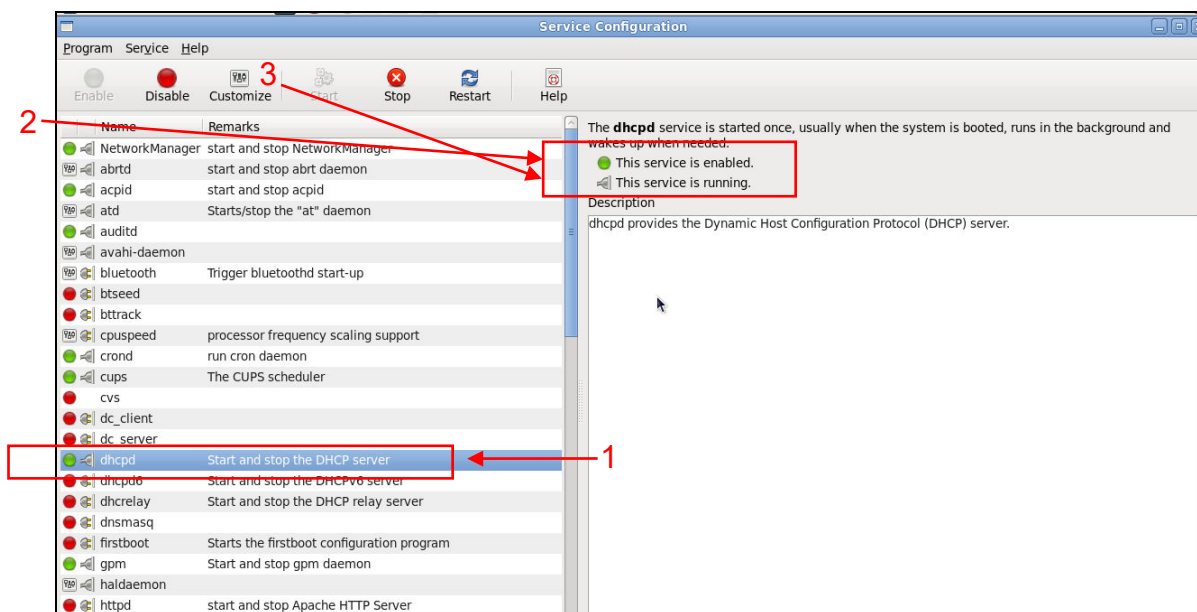 Service Configuration
Program Service Help
Enable Disable Customize Start Stop Restart Help
3
2
Name Remarks
NetworkManager start and stop NetworkManager
abrtd start and stop abrt daemon
acpid start and stop acpid
atd Starts/stop the "at" daemon
auditd
avahi-daemon
bluetooth Trigger bluetoothd start-up
btseed
bttrack
cpuspeed processor frequency scaling support
crond run cron daemon
cups The CUPS scheduler
cvs
dc_client
dc_server
dhcpd Start and stop the DHCP server
1
dhcpd6 Start and stop the DHCPv6 server
dhcrelay Start and stop the DHCP relay server
dnsmasq
firstboot Starts the firstboot configuration program
gpm Start and stop gpm daemon
haldaemon
httpd start and stop Apache HTTP Server
The dhcpd service is started once, usually when the system is booted, runs in the background and
wakes up when needed.
This service is enabled.
This service is running.
Description
dhcpd provides the Dynamic Host Configuration Protocol (DHCP) server.